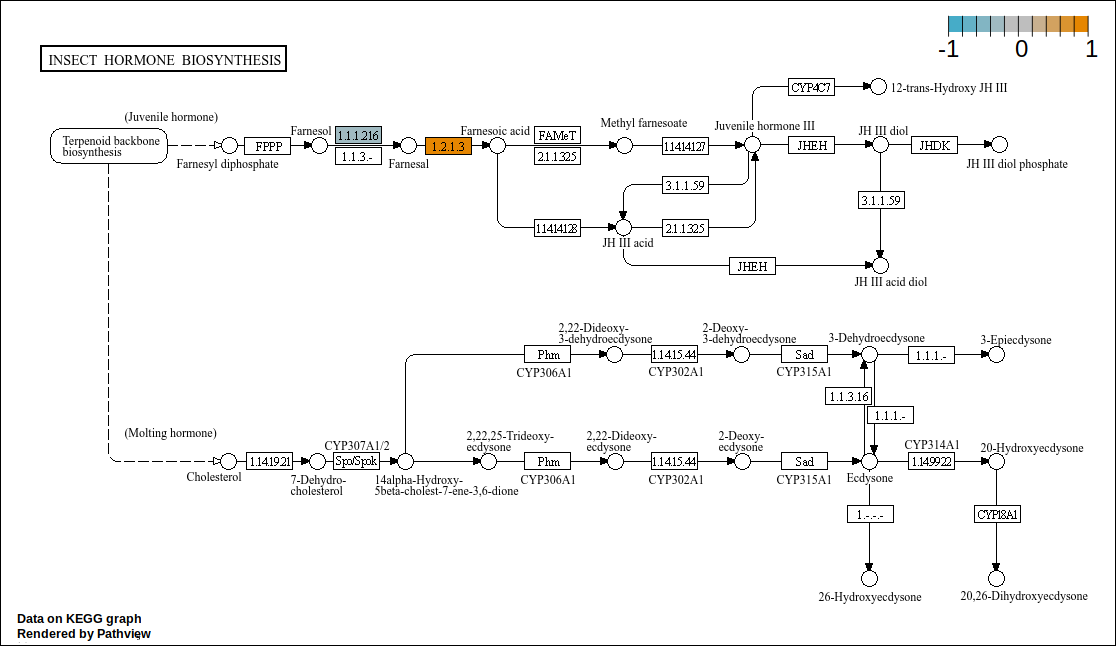 -1 0 1
INSECT HORMONE BIOSYNTHESIS
CYP4C7
12-trans-Hydroxy JH III
(Juvenile hormone)
Farnesol
1.1.1.216
Farnesoic acid
FAMeT
Methyl farnesoate
Juvenile hormone III
JH III diol
Terpenoid backbone
biosynthesis
FPPP
1.1.3.-
1.2.1.3
2.1.1.325
1.14.14.127
JHEH
JHDK
Farnesyl diphosphate
Farnesal
JH III diol phosphate
3.1.1.59
3.1.1.59
1.14.14.128
2.1.1.325
JH III acid
JHEH
JH III acid diol
2,22-Dideoxy-
3-dehydroecdysone
2-Deoxy-
3-dehydroecdysone
3-Dehydroecdysone
3-Epiecdysone
Phm
1.14.15.44
Sad
1.1.1.-
CYP306A1
CYP302A1
CYP315A1
1.1.3.16
1.1.1.-
(Molting hormone)
CYP307A1/2
2,22,25-Trideoxy-
ecdysone
2,22-Dideoxy-
ecdysone
2-Deoxy-
ecdysone
CYP314A1
20-Hydroxyecdysone
1.14.19.21
Spo/Spok
Phm
1.14.15.44
Sad
1.14.99.22
Cholesterol
7-Dehydro-
cholesterol
14alpha-Hydroxy-
5beta-cholest-7-ene-3,6-dione
CYP306A1
CYP302A1
CYP315A1
Ecdysone
1.-.-.-
CYP18A1
26-Hydroxyecdysone
20,26-Dihydroxyecdysone
Data on KEGG graph
Rendered by Pathview